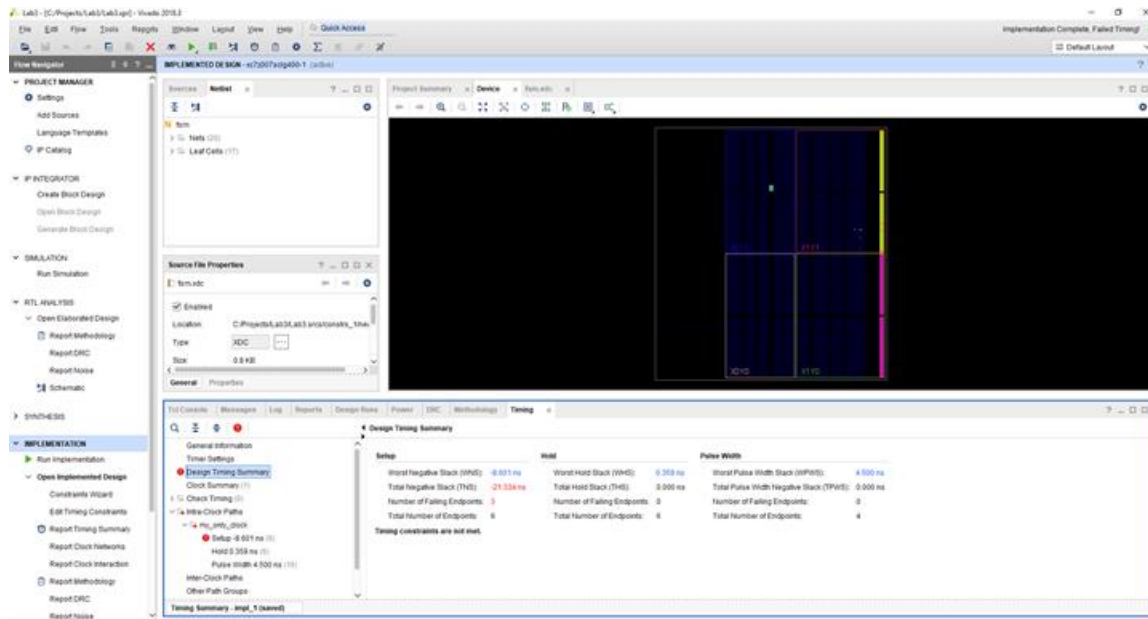 Lab3 - [C:/Projects/Lab3/Lab3.xpr] - Vivado 2018.3
File Edit Flow Tools Reports Window Layout View Help Quick Access
Implementation Complete, Failed Timing!
Default Layout
Flow Navigator
IMPLEMENTED DESIGN - xc7z007sclg400-1 (active)
PROJECT MANAGER
Settings
Add Sources
Language Templates
IP Catalog
IP INTEGRATOR
Create Block Design
Open Block Design
Generate Block Design
SIMULATION
Run Simulation
RTL ANALYSIS
Open Elaborated Design
Report Methodology
Report DRC
Report Noise
Schematic
SYNTHESIS
IMPLEMENTATION
Run Implementation
Open Implemented Design
Constraints Wizard
Edit Timing Constraints
Report Timing Summary
Report Clock Networks
Report Clock Interaction
Report Methodology
Report DRC
Report Noise
Sources Netlist
fsm
Nets (20)
Leaf Cells (17)
Source File Properties
fsm.xdc
Enabled
Location: C:/Projects/Lab3/Lab3.srcs/constrs_1/
Type: XDC
Size: 0.8 KB
General Properties
Project Summary Device fsm.xdc
X1Y1
X0Y0
X1Y0
Tcl Console Messages Log Reports Design Runs Power DRC Methodology Timing
Design Timing Summary
General Information
Timer Settings
Design Timing Summary
Clock Summary (1)
Check Timing
Intra-Clock Paths
my_only_clock
Setup -8.601 ns (6)
Hold 0.359 ns (6)
Pulse Width 4.500 ns
Inter-Clock Paths
Other Path Groups
Timing Summary - impl_1 (saved)
Setup Hold Pulse Width
Worst Negative Slack (WNS): -8.601 ns Worst Hold Slack (WHS): 0.359 ns Worst Pulse Width Slack (WPWS): 4.500 ns
Total Negative Slack (TNS): -21.534 ns Total Hold Slack (THS): 0.000 ns Total Pulse Width Negative Slack (TPWS): 0.000 ns
Number of Failing Endpoints: 3 Number of Failing Endpoints: 0 Number of Failing Endpoints: 0
Total Number of Endpoints: 6 Total Number of Endpoints: 6 Total Number of Endpoints: 4
Timing constraints are not met.